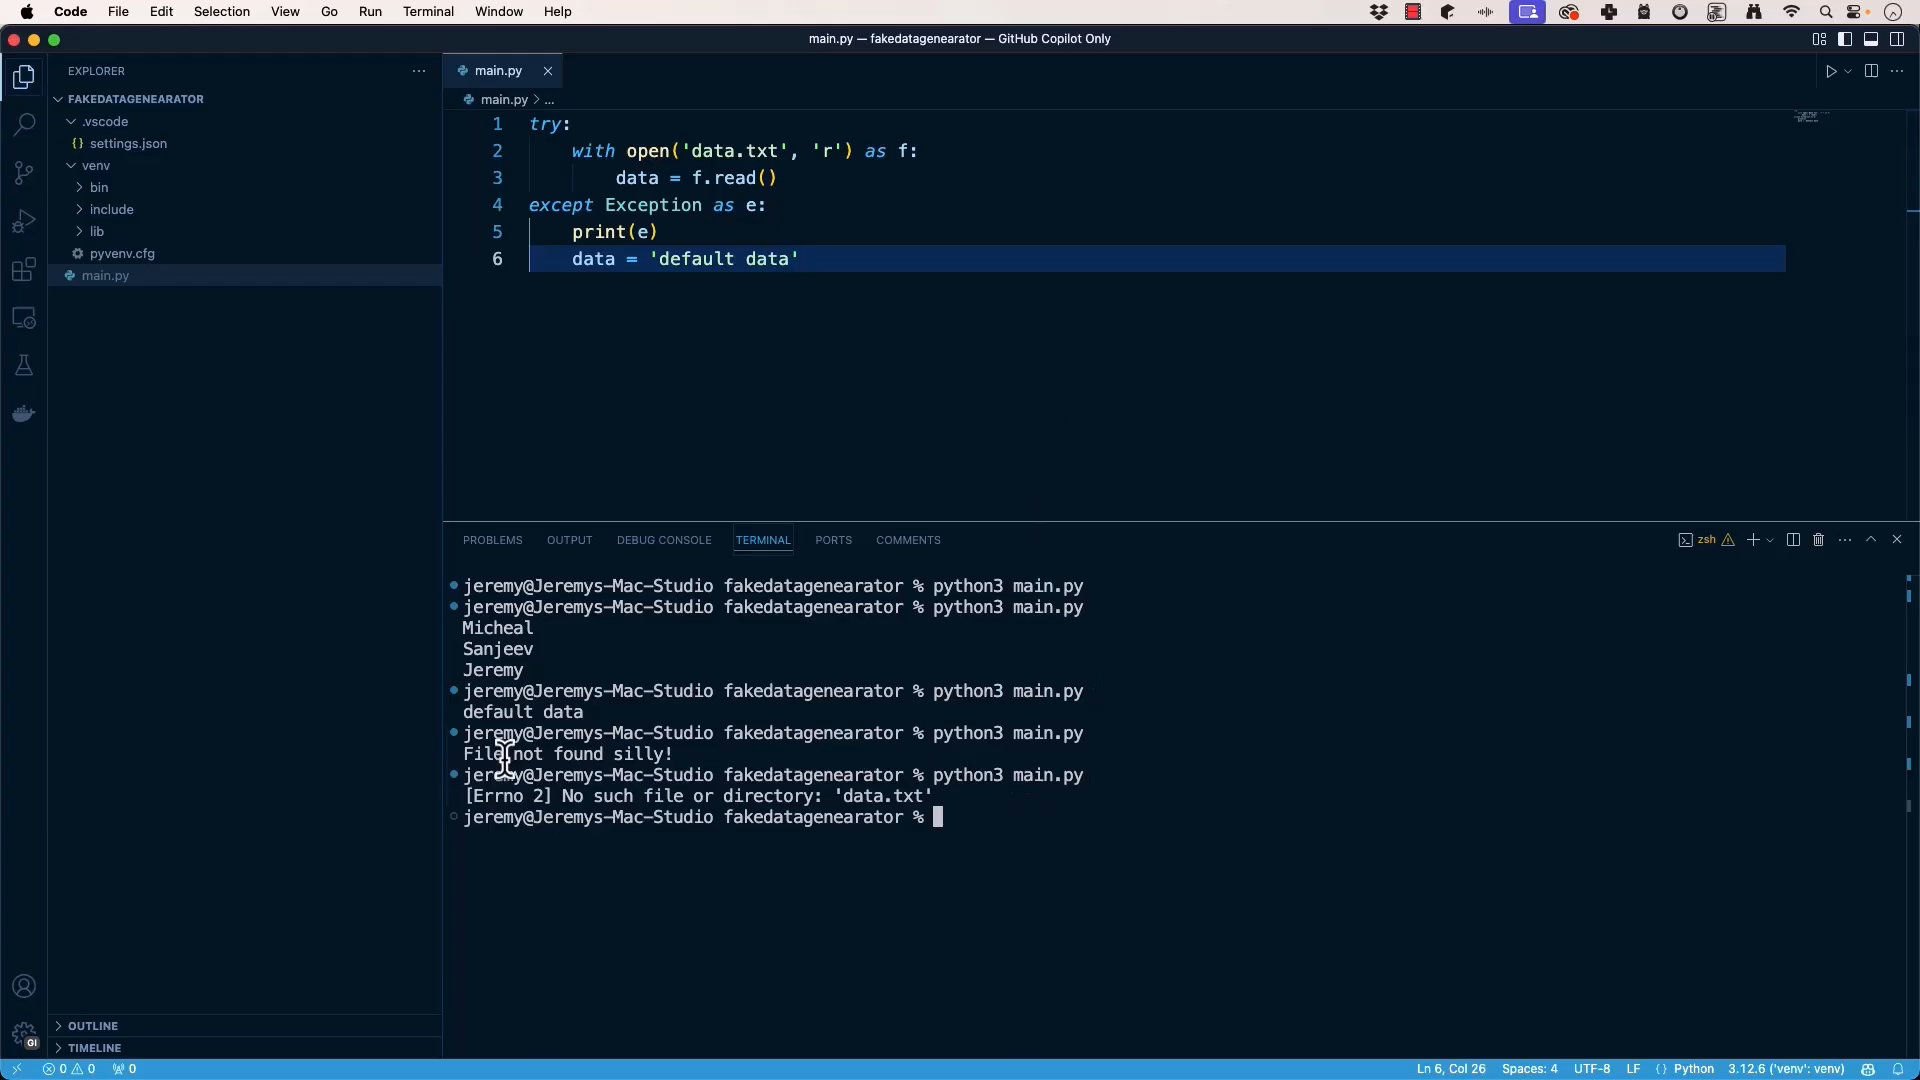 Code File Edit Selection View Go Run Terminal Window Help
main.py — fakedatagenearator — GitHub Copilot Only
EXPLORER
FAKEDATAGENEARATOR
.vscode
{} settings.json
venv
bin
include
lib
pyvenv.cfg
main.py
main.py
main.py > ...
1 try:
2     with open('data.txt', 'r') as f:
3         data = f.read()
4 except Exception as e:
5     print(e)
6     data = 'default data'
PROBLEMS OUTPUT DEBUG CONSOLE TERMINAL PORTS COMMENTS
zsh
jeremy@Jeremys-Mac-Studio fakedatagenearator % python3 main.py
jeremy@Jeremys-Mac-Studio fakedatagenearator % python3 main.py
Micheal
Sanjeev
Jeremy
jeremy@Jeremys-Mac-Studio fakedatagenearator % python3 main.py
default data
jeremy@Jeremys-Mac-Studio fakedatagenearator % python3 main.py
File not found silly!
jeremy@Jeremys-Mac-Studio fakedatagenearator % python3 main.py
[Errno 2] No such file or directory: 'data.txt'
jeremy@Jeremys-Mac-Studio fakedatagenearator %
GI
OUTLINE
TIMELINE
0 0 0 Ln 6, Col 26 Spaces: 4 UTF-8 LF {} Python 3.12.6 ('venv': venv)